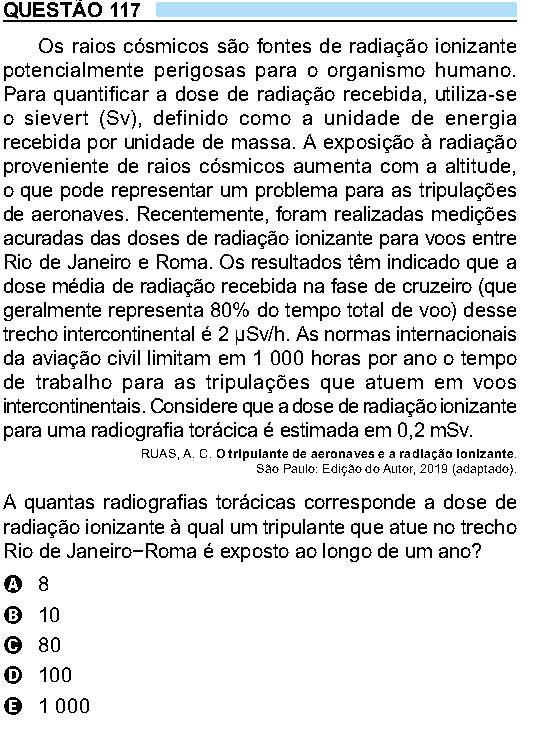 QUESTÃO 117
Os raios cósmicos são fontes de radiação ionizante
potencialmente perigosas para o organismo humano.
Para quantificar a dose de radiação recebida, utiliza-se
o sievert (Sv), definido como a unidade de energia
recebida por unidade de massa. A exposição à radiação
proveniente de raios cósmicos aumenta com a altitude,
o que pode representar um problema para as tripulações
de aeronaves. Recentemente, foram realizadas medições
acuradas das doses de radiação ionizante para voos entre
Rio de Janeiro e Roma. Os resultados têm indicado que a
dose média de radiação recebida na fase de cruzeiro (que
geralmente representa 80% do tempo total de voo) desse
trecho intercontinental é 2 µSv/h. As normas internacionais
da aviação civil limitam em 1 000 horas por ano o tempo
de trabalho para as tripulações que atuem em voos
intercontinentais. Considere que a dose de radiação ionizante
para uma radiografia torácica é estimada em 0,2 mSv.
RUAS, A. C. O tripulante de aeronaves e a radiação ionizante.
São Paulo: Edição do Autor, 2019 (adaptado).
A quantas radiografias torácicas corresponde a dose de
radiação ionizante à qual um tripulante que atue no trecho
Rio de Janeiro−Roma é exposto ao longo de um ano?
A 8
B 10
C 80
D 100
E 1 000